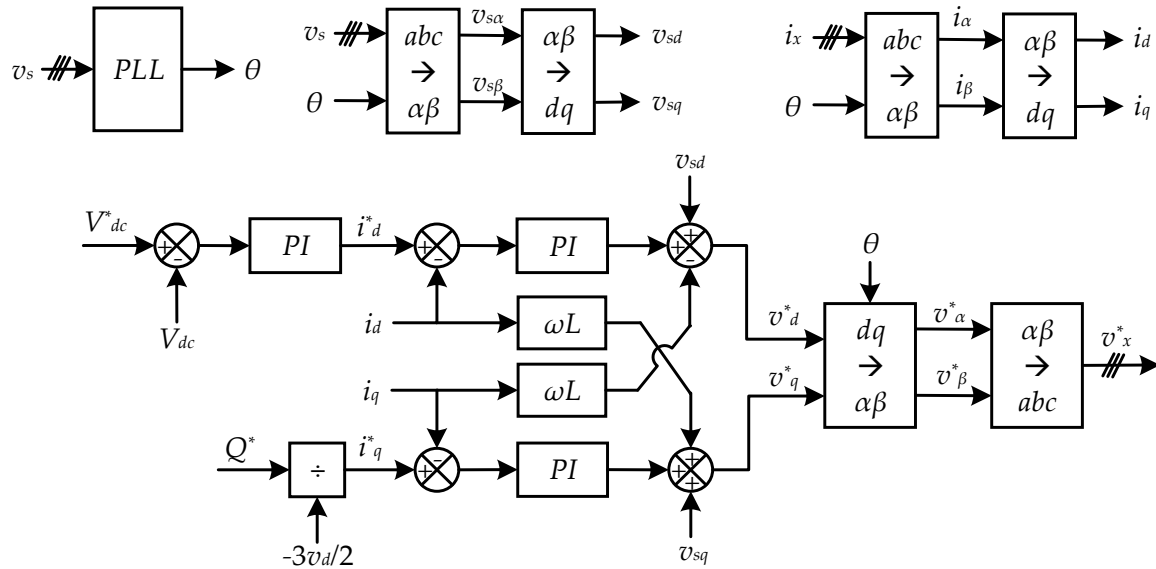 v_s PLL θ
v_s θ abc → αβ v_sα v_sβ αβ → dq v_sd v_sq
i_x θ abc → αβ i_α i_β αβ → dq i_d i_q
v_sd
V*_dc + - PI i*_d + - PI + + -
V_dc
i_d ωL
i_q ωL
Q* ÷ i*_q + - PI + + +
-3v_d/2
v_sq
θ
v*_d v*_q dq → αβ v*_α v*_β αβ → abc v*_x